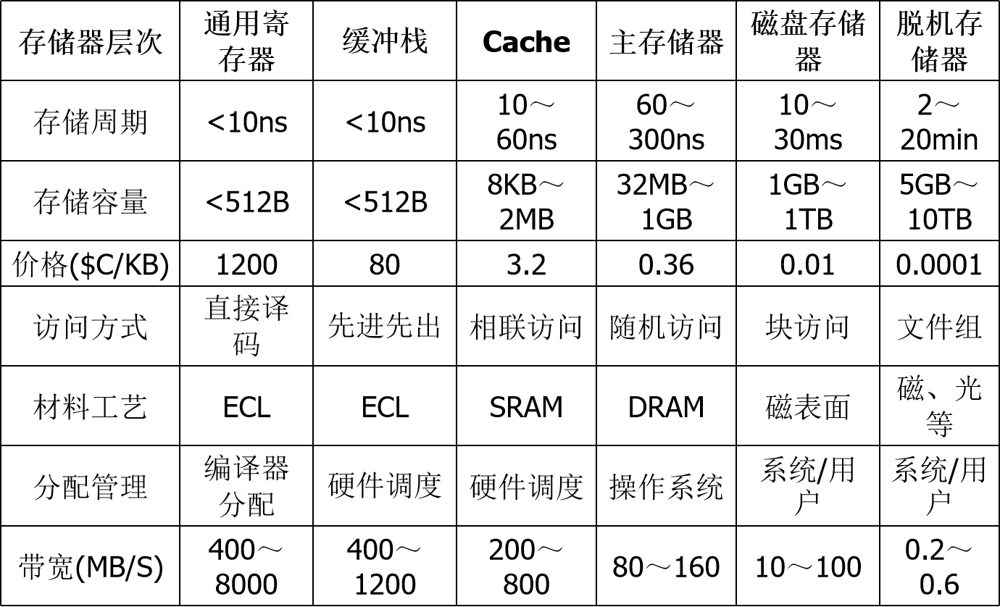 存储器层次 通用寄存器 缓冲栈 Cache 主存储器 磁盘存储器 脱机存储器
存储周期 <10ns <10ns 10～60ns 60～300ns 10～30ms 2～20min
存储容量 <512B <512B 8KB～2MB 32MB～1GB 1GB～1TB 5GB～10TB
价格($C/KB) 1200 80 3.2 0.36 0.01 0.0001
访问方式 直接译码 先进先出 相联访问 随机访问 块访问 文件组
材料工艺 ECL ECL SRAM DRAM 磁表面 磁、光等
分配管理 编译器分配 硬件调度 硬件调度 操作系统 系统/用户 系统/用户
带宽(MB/S) 400～8000 400～1200 200～800 80～160 10～100 0.2～0.6